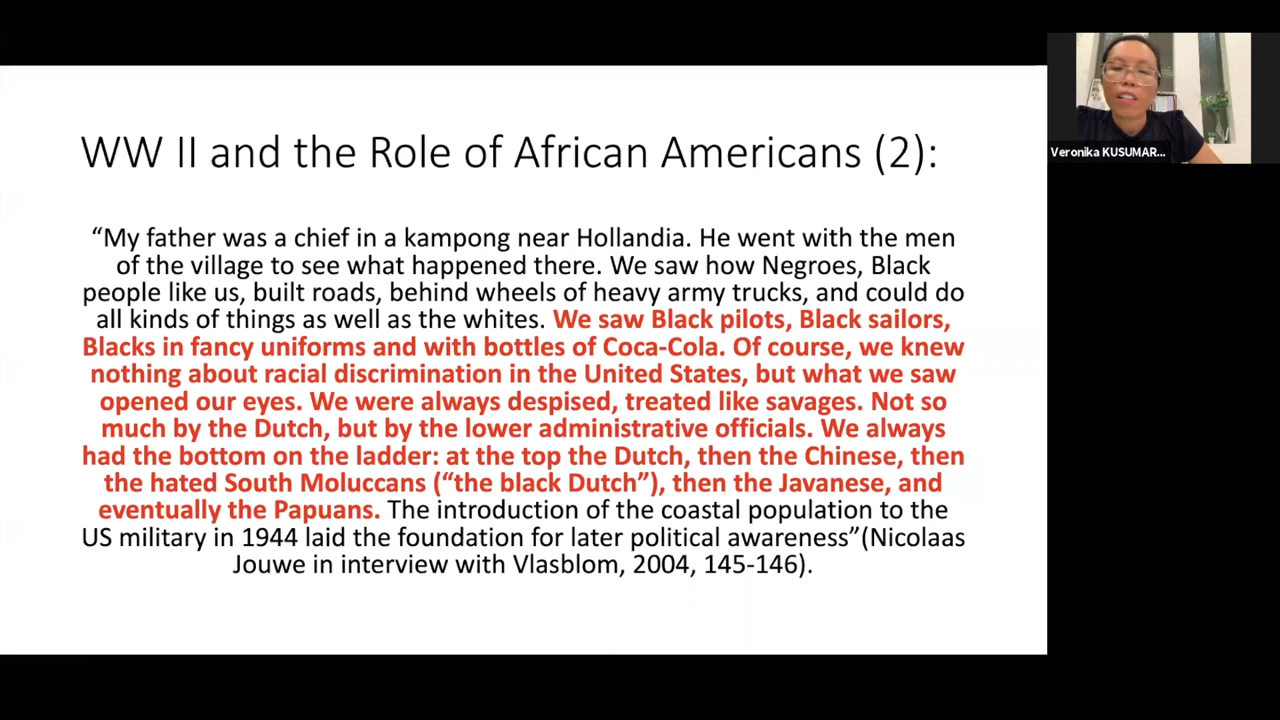 WW II and the Role of African Americans (2):
“My father was a chief in a kampong near Hollandia. He went with the men
of the village to see what happened there. We saw how Negroes, Black
people like us, built roads, behind wheels of heavy army trucks, and could do
all kinds of things as well as the whites. We saw Black pilots, Black sailors,
Blacks in fancy uniforms and with bottles of Coca-Cola. Of course, we knew
nothing about racial discrimination in the United States, but what we saw
opened our eyes. We were always despised, treated like savages. Not so
much by the Dutch, but by the lower administrative officials. We always
had the bottom on the ladder: at the top the Dutch, then the Chinese, then
the hated South Moluccans (“the black Dutch”), then the Javanese, and
eventually the Papuans. The introduction of the coastal population to the
US military in 1944 laid the foundation for later political awareness”(Nicolaas
Jouwe in interview with Vlasblom, 2004, 145-146).
Veronika KUSUMAR...